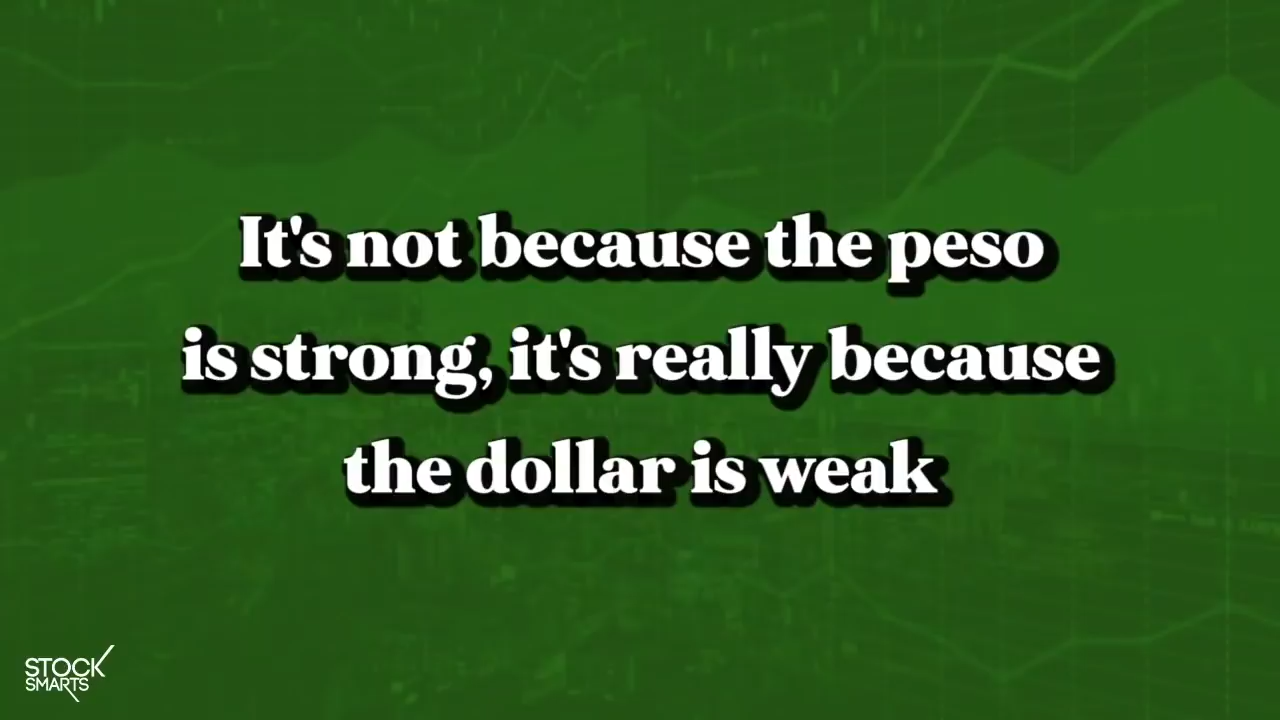 It's not because the peso
is strong, it's really because
the dollar is weak
STOCK
SMARTS